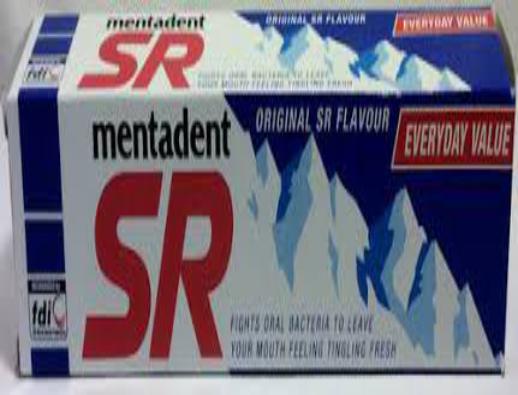 mentadent
SR
ORIGINAL SR FLAVOUR
EVERYDAY VALUE
fdi
FIGHTS ORAL BACTERIA TO LEAVE
YOUR MOUTH FEELING TINGLING FRESH
mentadent
SR
ORIGINAL SR FLAVOUR
EVERYDAY VALUE
fdi
FIGHTS ORAL BACTERIA TO LEAVE
YOUR MOUTH FEELING TINGLING FRESH